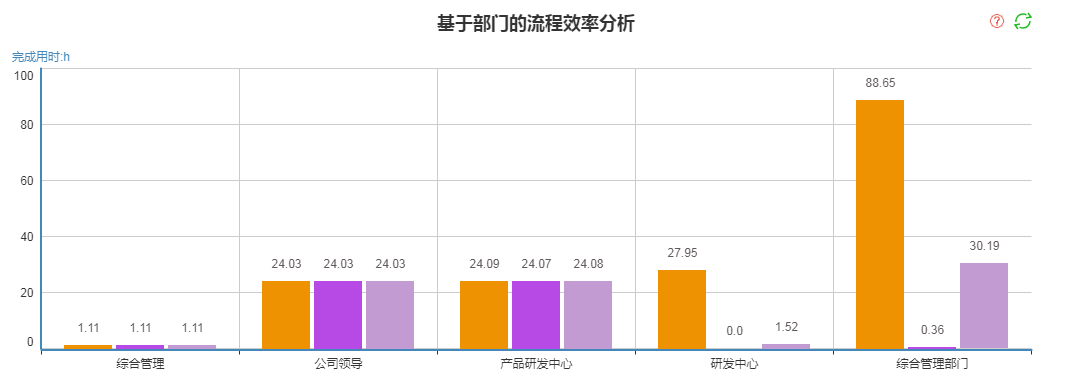 基于部门的流程效率分析
完成用时:h
100
80
60
40
20
0
1.11 1.11 1.11
24.03 24.03 24.03
24.09 24.07 24.08
27.95 0.0 1.52
88.65 0.36 30.19
综合管理 公司领导 产品研发中心 研发中心 综合管理部门